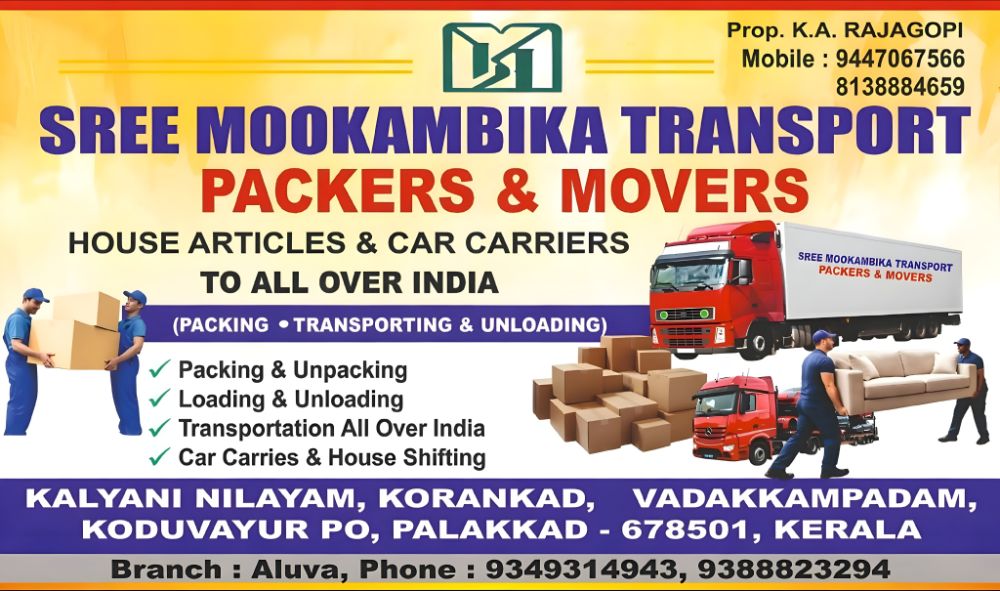 Prop. K.A. RAJAGOPI
Mobile : 9447067566
8138884659
SREE MOOKAMBIKA TRANSPORT
PACKERS & MOVERS
HOUSE ARTICLES & CAR CARRIERS
TO ALL OVER INDIA
(PACKING • TRANSPORTING & UNLOADING)
✓ Packing & Unpacking
✓ Loading & Unloading
✓ Transportation All Over India
✓ Car Carries & House Shifting
SREE MOOKAMBIKA TRANSPORT
PACKERS & MOVERS
KALYANI NILAYAM, KORANKAD, VADAKKAMPADAM,
KODUVAYUR PO, PALAKKAD - 678501, KERALA
Branch : Aluva, Phone : 9349314943, 9388823294